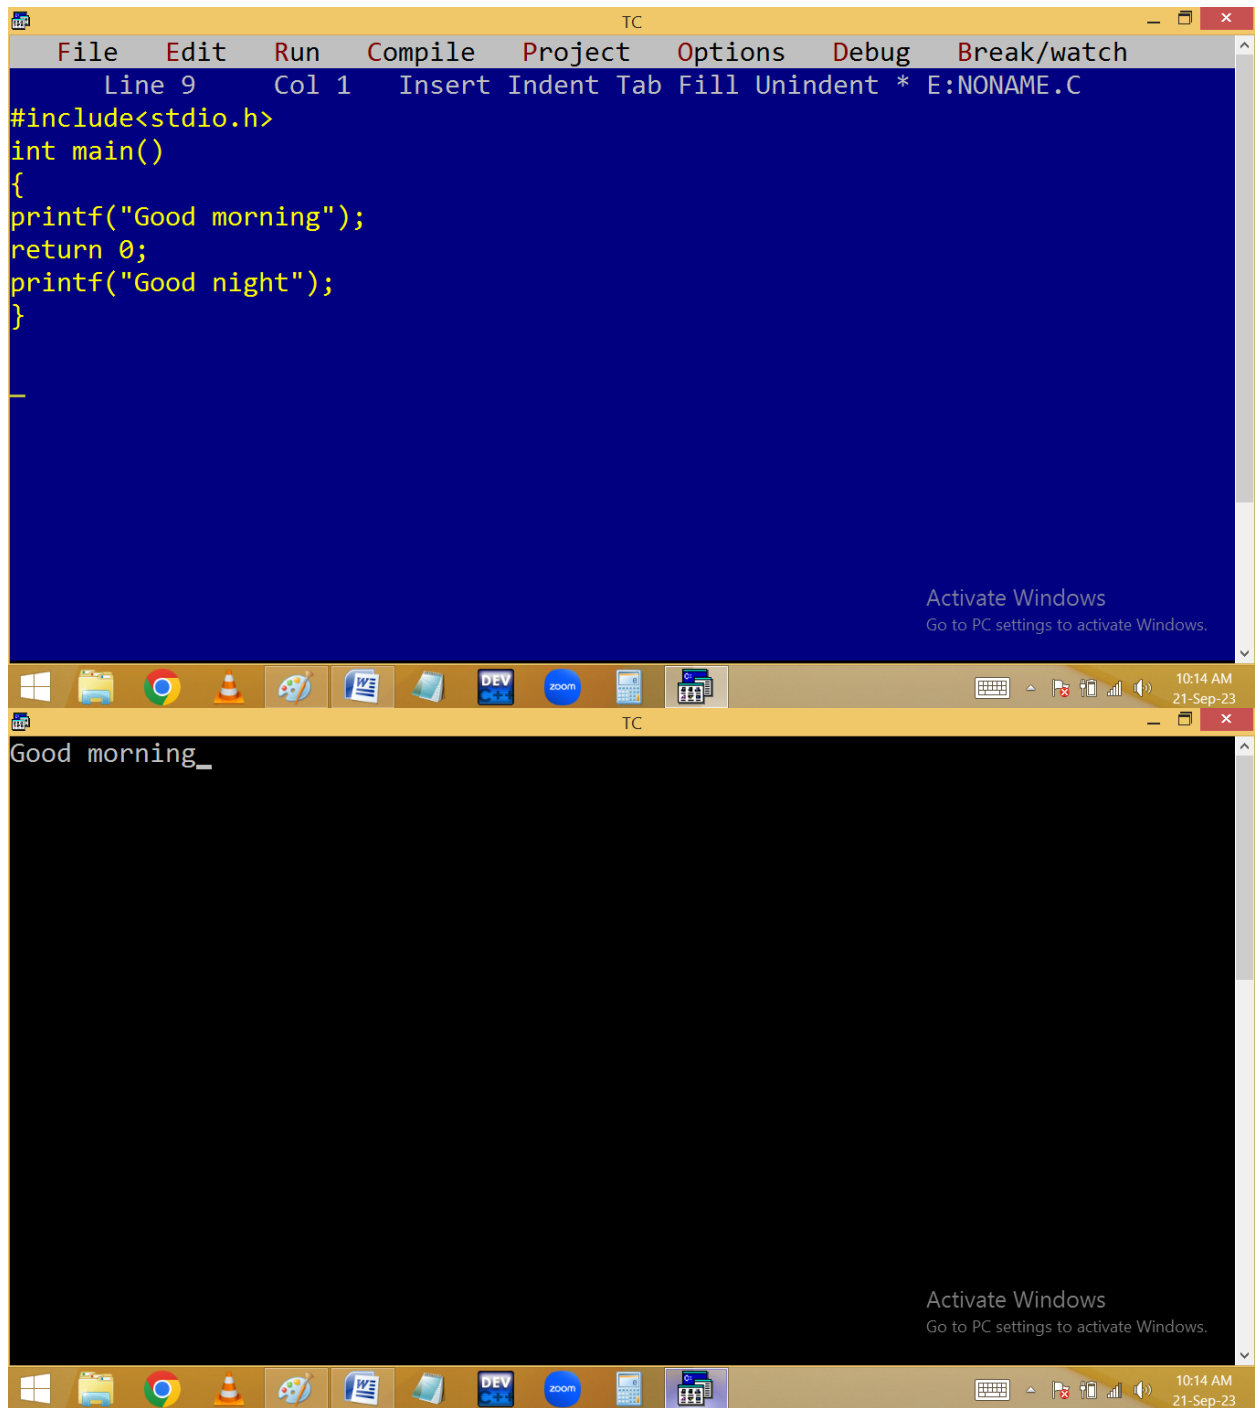 TC
File Edit Run Compile Project Options Debug Break/watch
Line 9 Col 1 Insert Indent Tab Fill Unindent * E:NONAME.C
#include<stdio.h>
int main()
{
printf("Good morning");
return 0;
printf("Good night");
}
_
Activate Windows
Go to PC settings to activate Windows.
DEV
C++
zoom
10:14 AM
21-Sep-23
TC
Good morning_
Activate Windows
Go to PC settings to activate Windows.
DEV
C++
zoom
10:14 AM
21-Sep-23